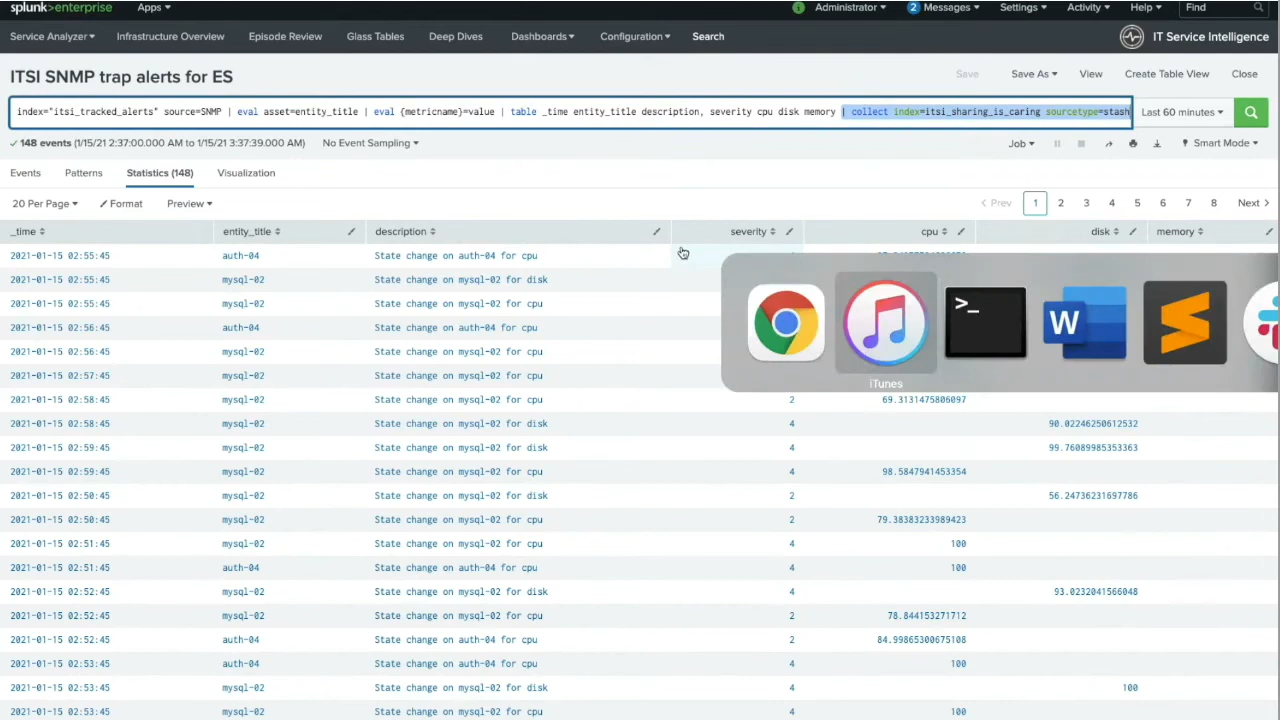 splunk>enterprise Apps Administrator 2 Messages Settings Activity Help Find
Service Analyzer Infrastructure Overview Episode Review Glass Tables Deep Dives Dashboards Configuration Search IT Service Intelligence
ITSI SNMP trap alerts for ES Save Save As View Create Table View Close
index="itsi_tracked_alerts" source=SNMP | eval asset=entity_title | eval {metricname}=value | table _time entity_title description, severity cpu disk memory | collect index=itsi_sharing_is_caring sourcetype=stash Last 60 minutes
✓ 148 events (1/15/21 2:37:00.000 AM to 1/15/21 3:37:39.000 AM) No Event Sampling Job Smart Mode
Events Patterns Statistics (148) Visualization
20 Per Page Format Preview < Prev 1 2 3 4 5 6 7 8 Next >
_time entity_title description severity cpu disk memory
2021-01-15 02:55:45 auth-04 State change on auth-04 for cpu
2021-01-15 02:55:45 mysql-02 State change on mysql-02 for disk
2021-01-15 02:55:45 mysql-02 State change on mysql-02 for cpu
2021-01-15 02:56:45 auth-04 State change on auth-04 for cpu
2021-01-15 02:56:45 mysql-02 State change on mysql-02 for cpu
2021-01-15 02:57:45 mysql-02 State change on mysql-02 for cpu
>_ W
iTunes
2021-01-15 02:58:45 mysql-02 State change on mysql-02 for cpu 2 69.3131475806097
2021-01-15 02:58:45 mysql-02 State change on mysql-02 for disk 4 90.02246250612532
2021-01-15 02:59:45 mysql-02 State change on mysql-02 for disk 4 99.76089985353363
2021-01-15 02:59:45 mysql-02 State change on mysql-02 for cpu 4 98.5847941453354
2021-01-15 02:50:45 mysql-02 State change on mysql-02 for disk 2 56.24736231697786
2021-01-15 02:50:45 mysql-02 State change on mysql-02 for cpu 2 79.38383233989423
2021-01-15 02:51:45 mysql-02 State change on mysql-02 for cpu 4 100
2021-01-15 02:51:45 auth-04 State change on auth-04 for cpu 4 100
2021-01-15 02:52:45 mysql-02 State change on mysql-02 for disk 4 93.0232041566048
2021-01-15 02:52:45 mysql-02 State change on mysql-02 for cpu 2 78.844153271712
2021-01-15 02:52:45 auth-04 State change on auth-04 for cpu 2 84.99865300675108
2021-01-15 02:53:45 auth-04 State change on auth-04 for cpu 4 100
2021-01-15 02:53:45 mysql-02 State change on mysql-02 for disk 4 100
2021-01-15 02:53:45 mysql-02 State change on mysql-02 for cpu 4 100